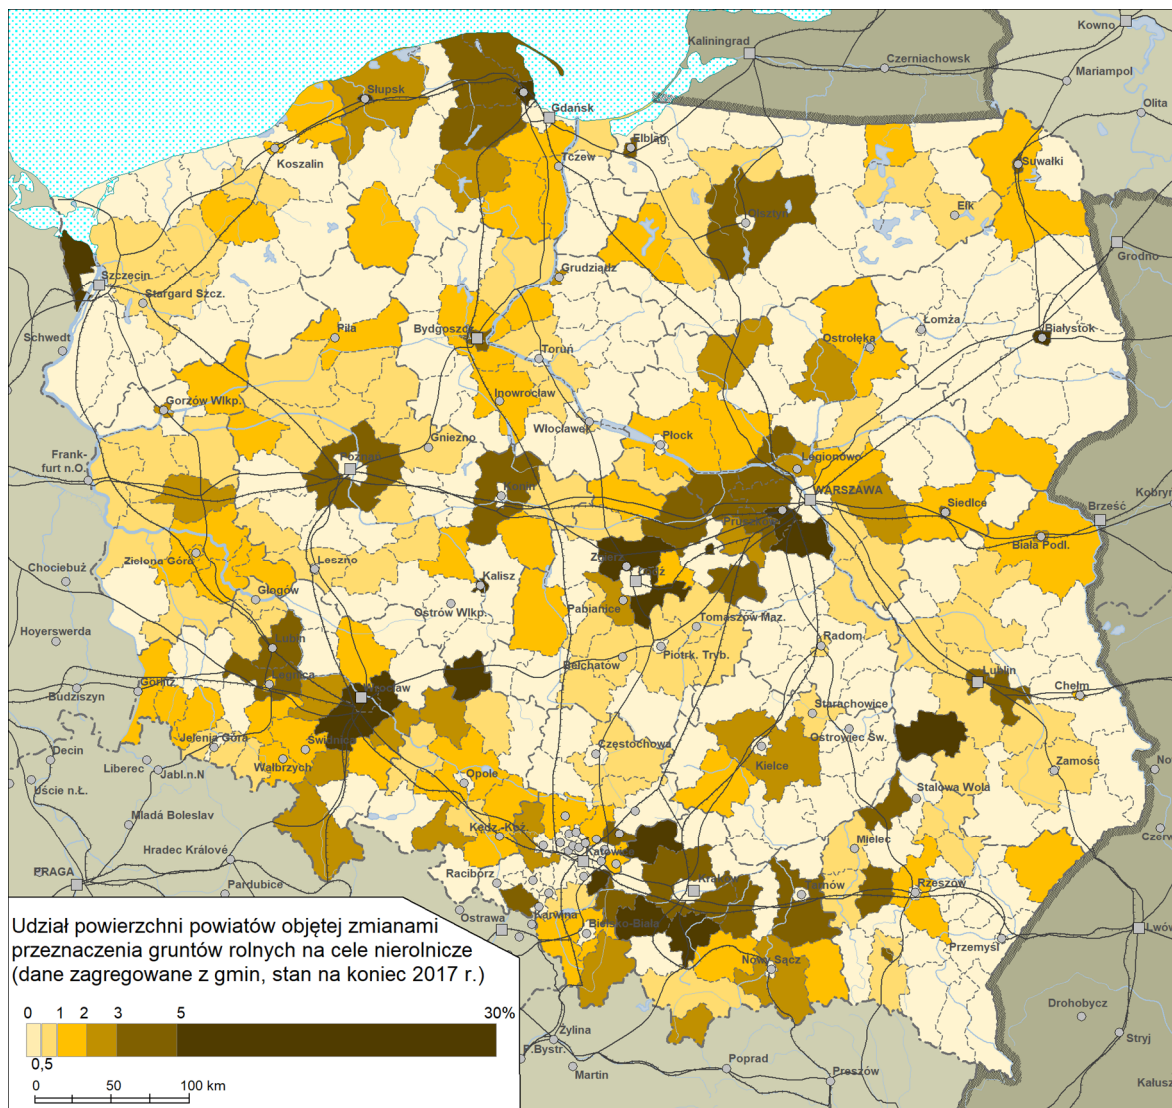 Kowno
Kaliningrad
Czerniachowsk
Mariampol
Olita
Słupsk
Gdańsk
Elbląg
Koszalin
Tczew
Suwałki
Ełk
Olsztyn
Grodno
Szczecin
Stargard Szcz.
Grudziądz
Łomża
Schwedt
Piła
Bydgoszcz
Ostrołęka
Białystok
Toruń
Gorzów Wlkp.
Inowrocław
Włocławek
Płock
Gniezno
Frank-
furt n.O.
Poznań
Legionowo
Konin
WARSZAWA
Kobryń
Siedlce
Brześć
Pruszków
Biała Podl.
Zielona Góra
Leszno
Zgierz
Łódź
Chociebuż
Kalisz
Głogów
Ostrów Wlkp.
Pabianice
Tomaszów Maz.
Hoyerswerda
Lubin
Bełchatów
Piotrk. Tryb.
Radom
Legnica
Lublin
Budziszyn
Görlitz
Wrocław
Chełm
Starachowice
Jelenia Góra
Świdnica
Ostrowiec Św.
Decin
Częstochowa
Kielce
Liberec
Jabl.n.N
Wałbrzych
Opole
Zamość
Uście n.Ł.
Stalowa Wola
Mladá Boleslav
Kędz.-Koź.
Mielec
Hradec Králové
Katowice
PRAGA
Racibórz
Kraków
Tarnów
Rzeszów
Pardubice
Ostrawa
Karwina
Bielsko-Biała
Przemyśl
Lwów
Nowy Sącz
Udział powierzchni powiatów objętej zmianami
przeznaczenia gruntów rolnych na cele nierolnicze
(dane zagregowane z gmin, stan na koniec 2017 r.)
0 1 2 3 5 30%
0,5
0 50 100 km
Drohobycz
Stryj
Żylina
P.Bystr.
Martin
Poprad
Preszów